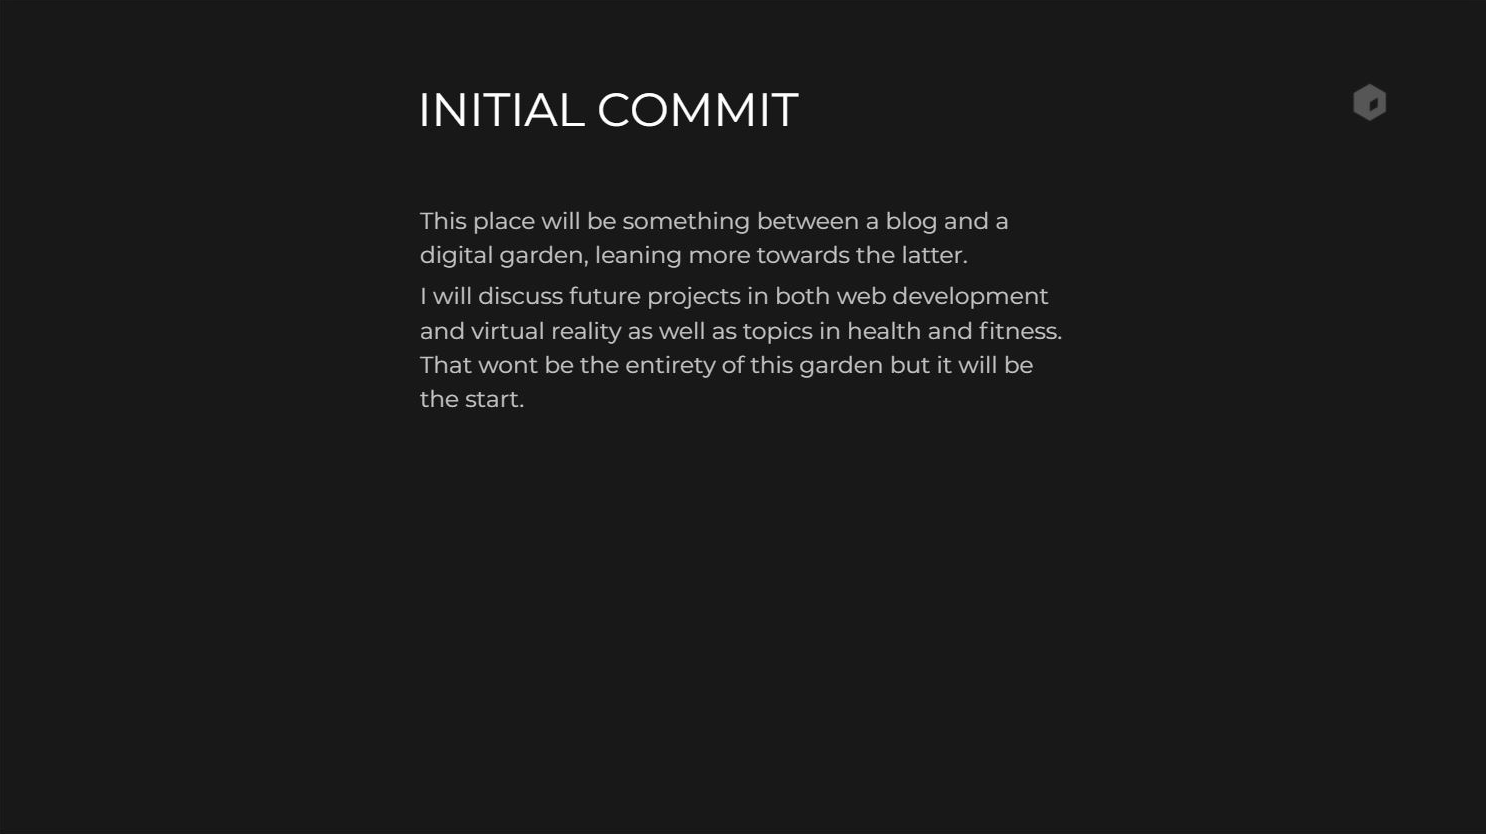 INITIAL COMMIT
This place will be something between a blog and a
digital garden, leaning more towards the latter.
I will discuss future projects in both web development
and virtual reality as well as topics in health and fitness.
That wont be the entirety of this garden but it will be
the start.